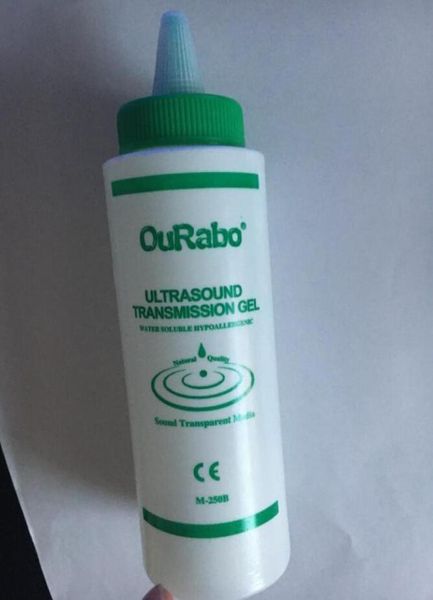 OuRabo®
ULTRASOUND
TRANSMISSION GEL
WATER SOLUBLE HYPOALLERGENIC
Natural Quality
Sound Transparent Media
CE
M-250B